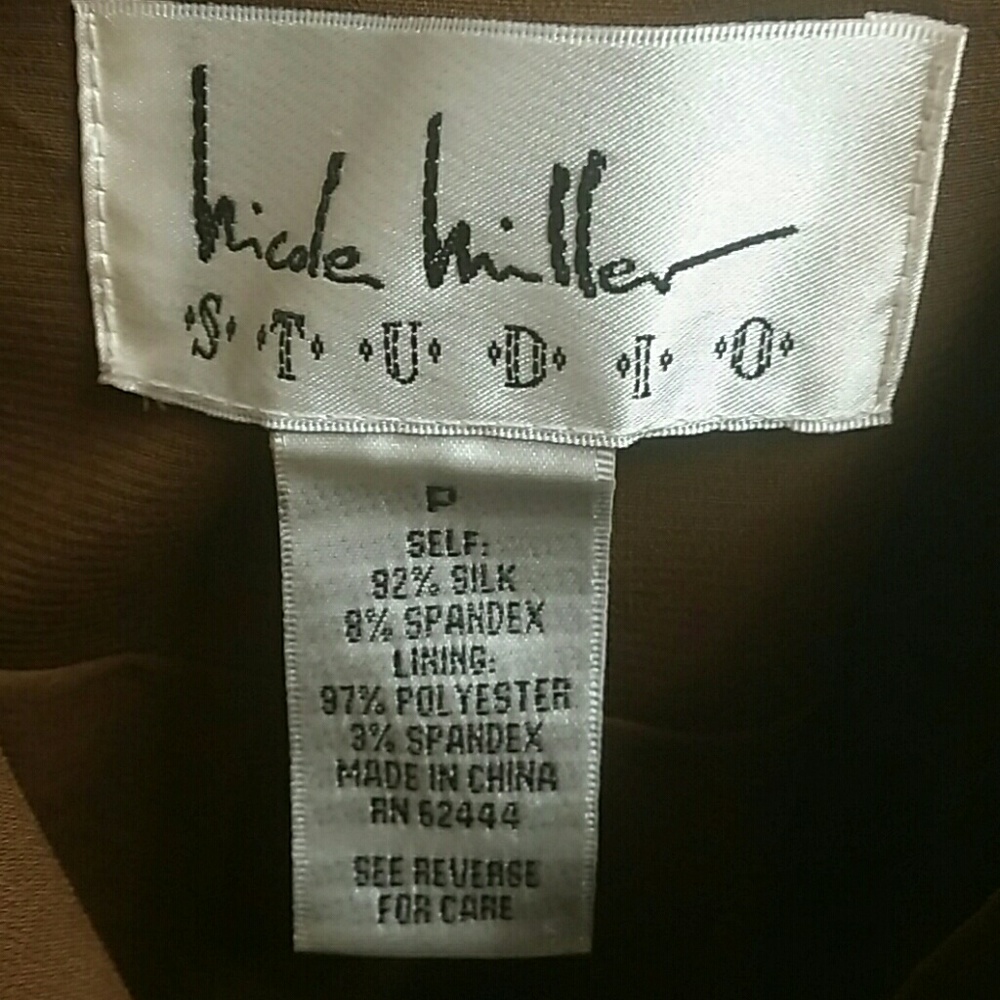 Nicole Miller
S T U D I O
P
SELF:
92% SILK
8% SPANDEX
LINING:
97% POLYESTER
3% SPANDEX
MADE IN CHINA
RN 62444
SEE REVERSE
FOR CARE